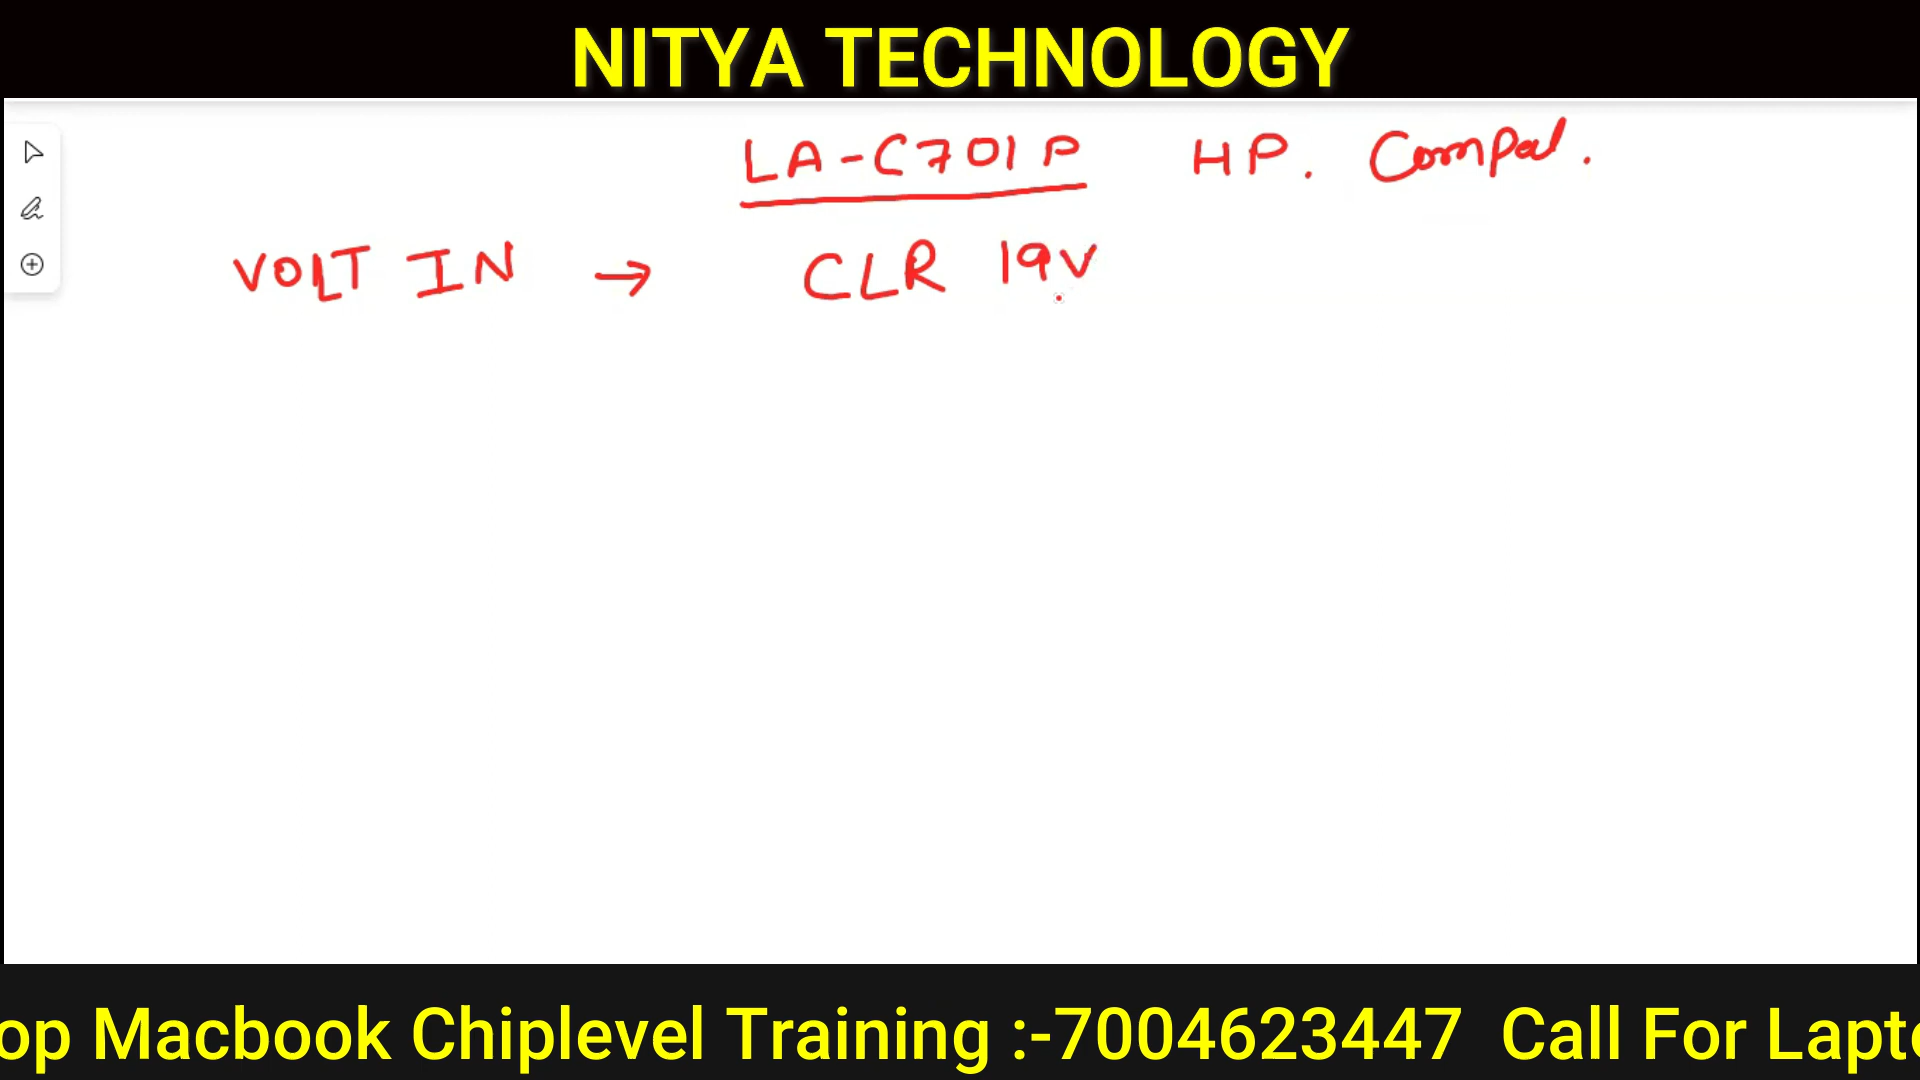 NITYA TECHNOLOGY
LA-C701P HP. Compal.
VOLT IN → CLR 19V
op Macbook Chiplevel Training :-7004623447 Call For Lapt